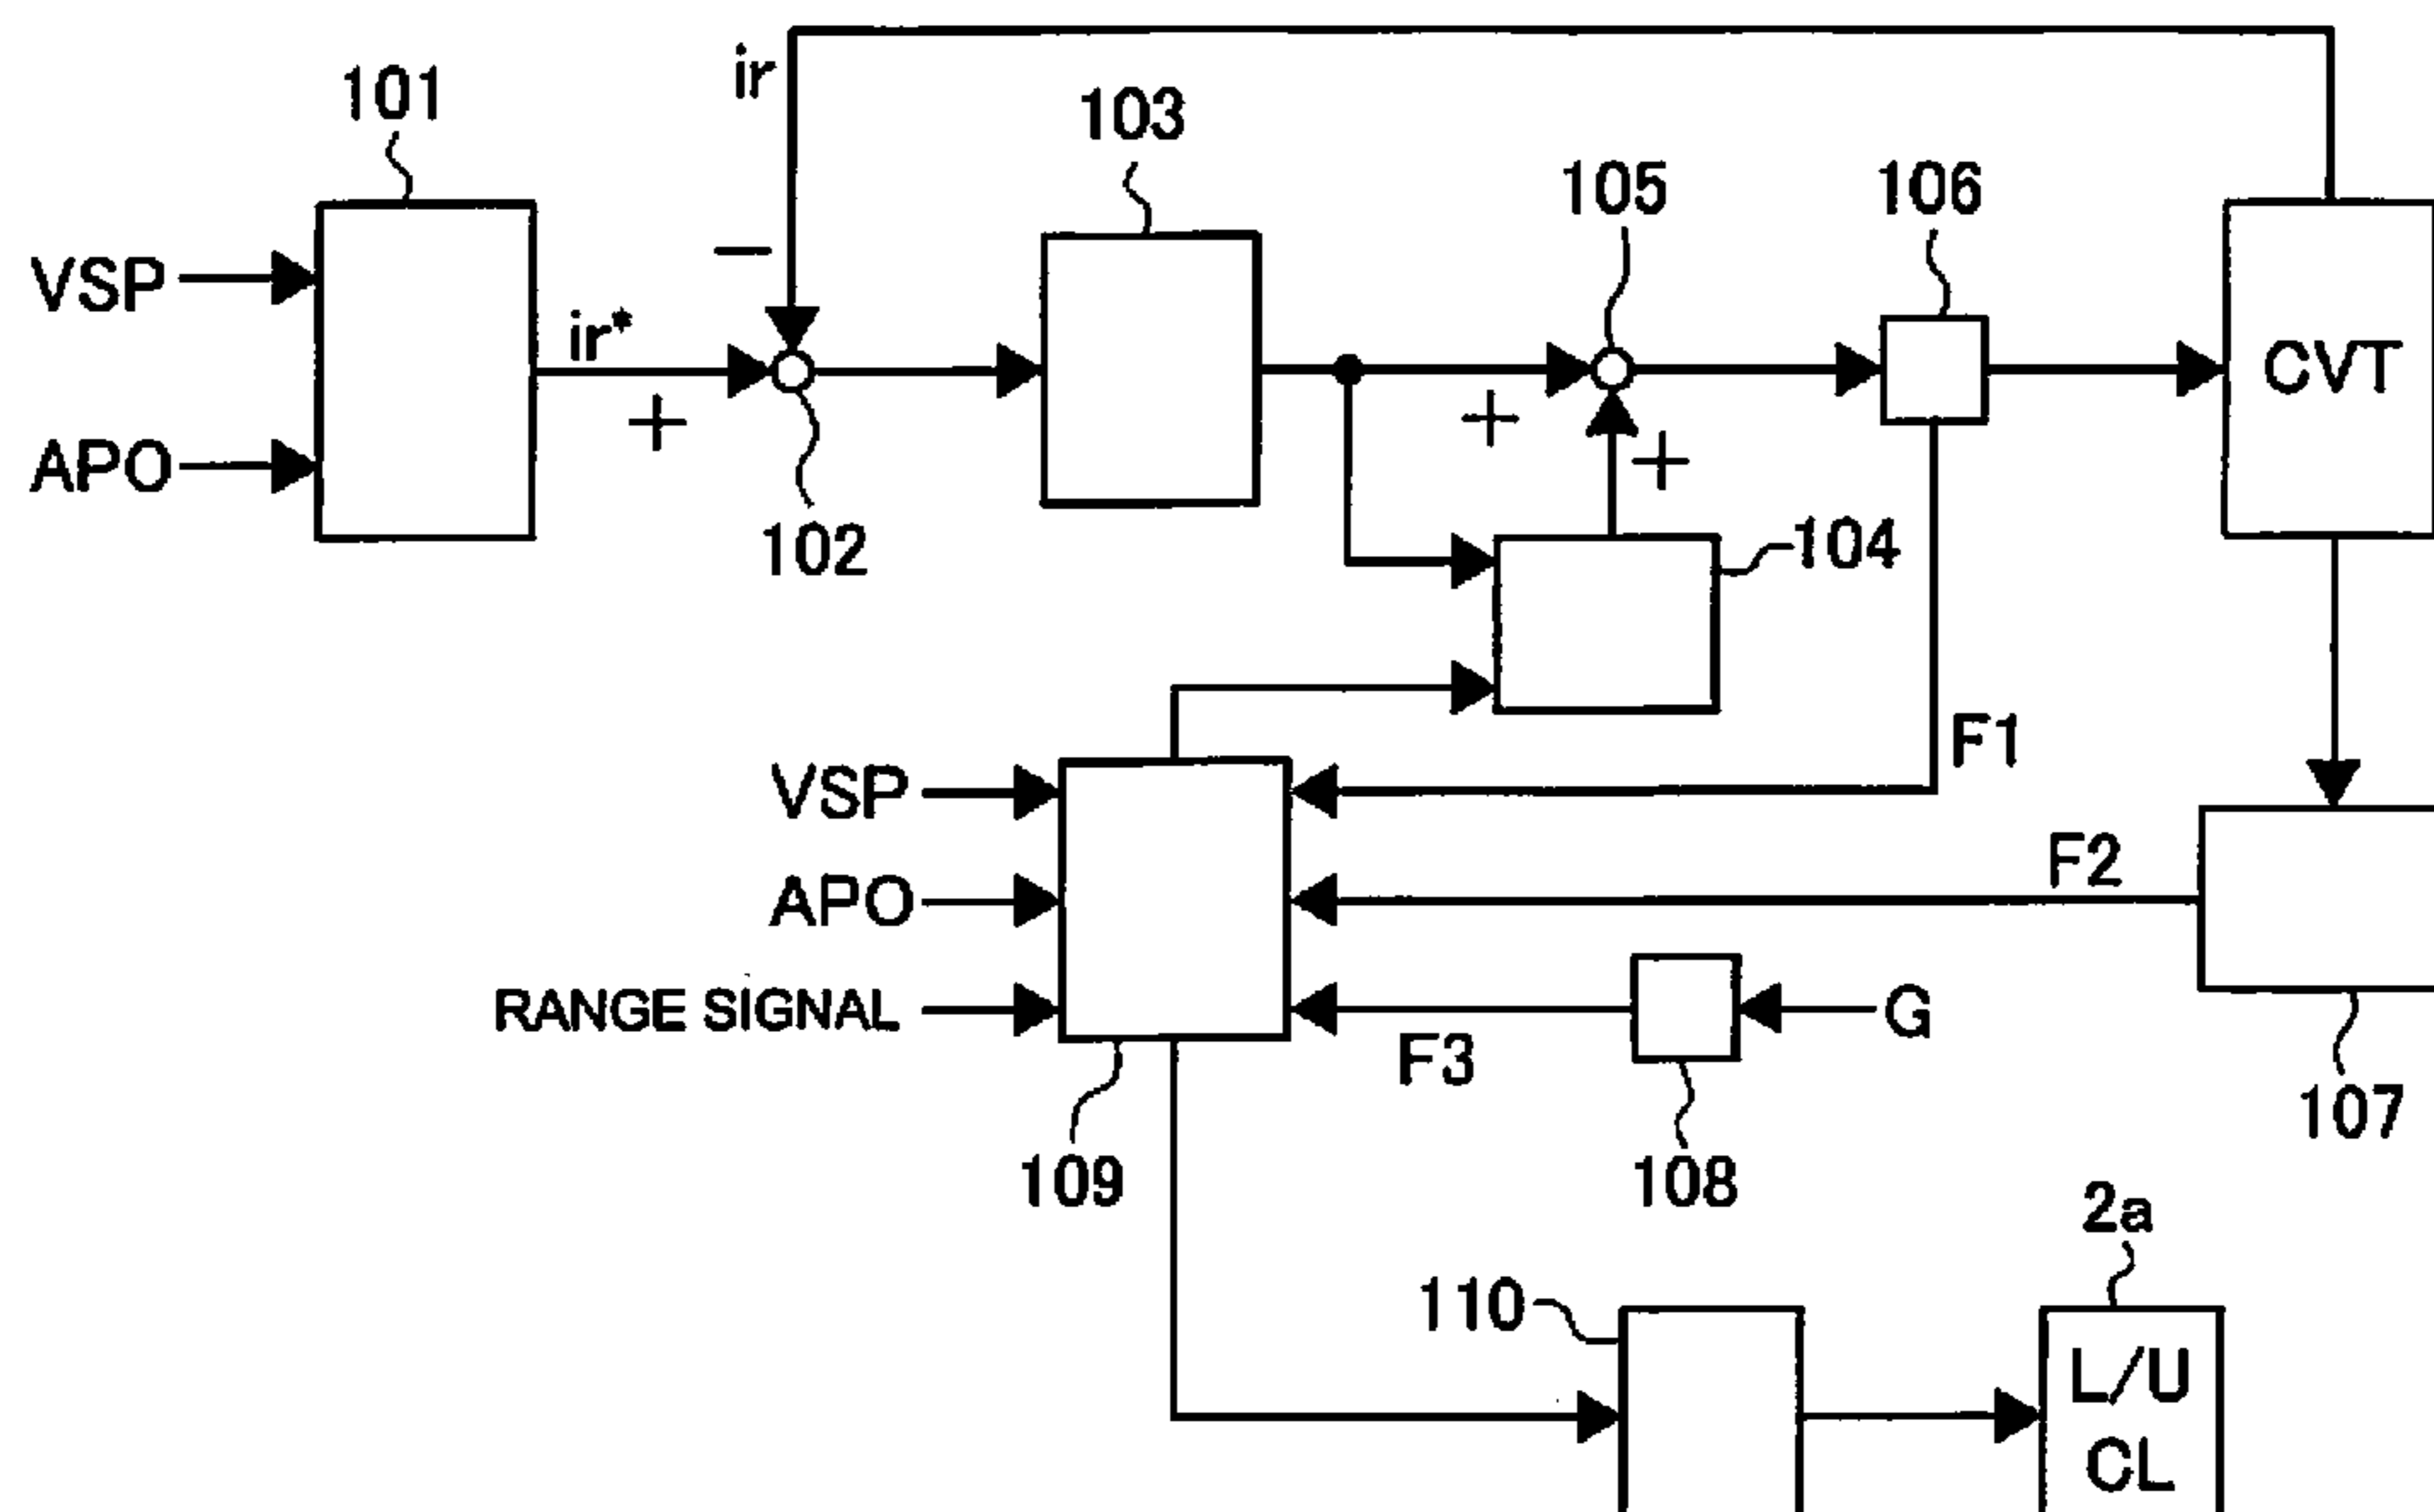 ir
101
103
105
106
VSP
ir*
−
+
APO
102
+
+
CVT
104
VSP
F1
APO
F2
RANGE SIGNAL
F3
G
109
108
107
2a
110
L/U
CL